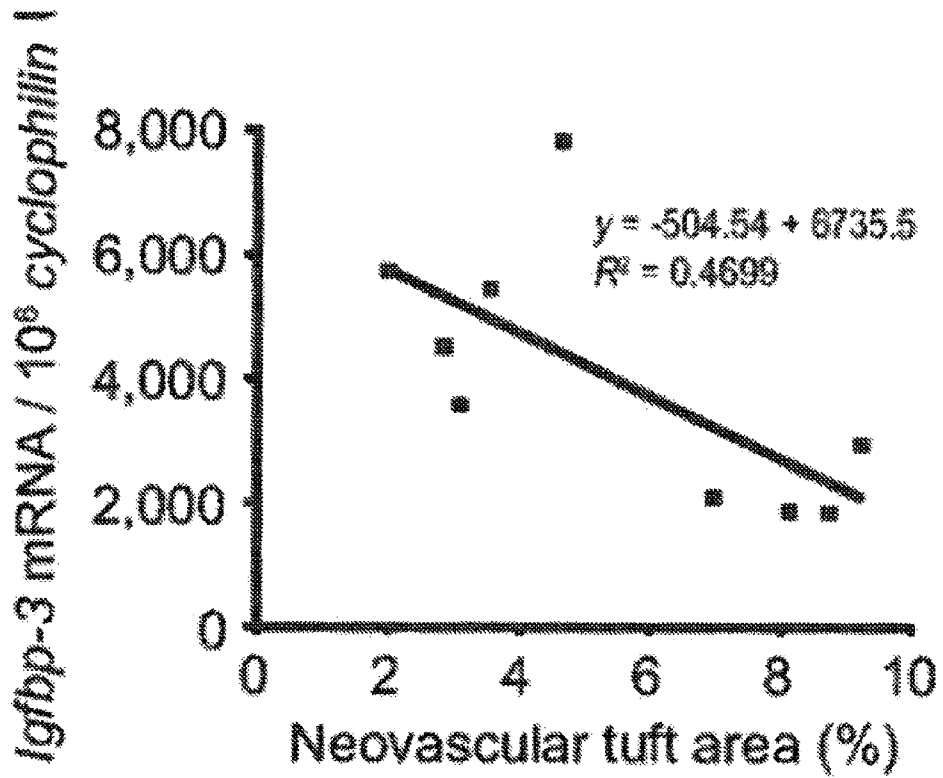 Igfbp-3 mRNA / 10⁶ cyclophilin
8,000
6,000
4,000
2,000
0
y = -504.54 + 6735.5
R² = 0.4699
0 2 4 6 8 10
Neovascular tuft area (%)